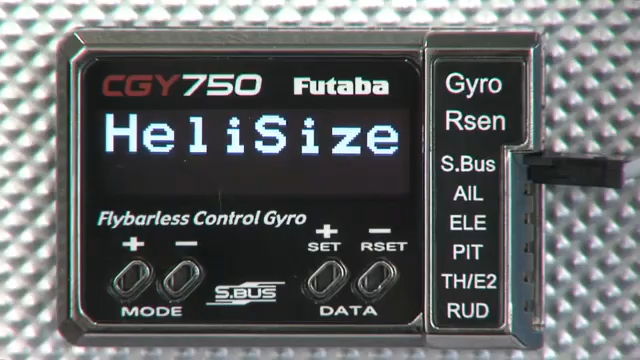 CGY750 Futaba
HeliSize
Flybarless Control Gyro
+ − + −
SET RSET
MODE S.BUS DATA
Gyro
Rsen
S.Bus
AIL
ELE
PIT
TH/E2
RUD